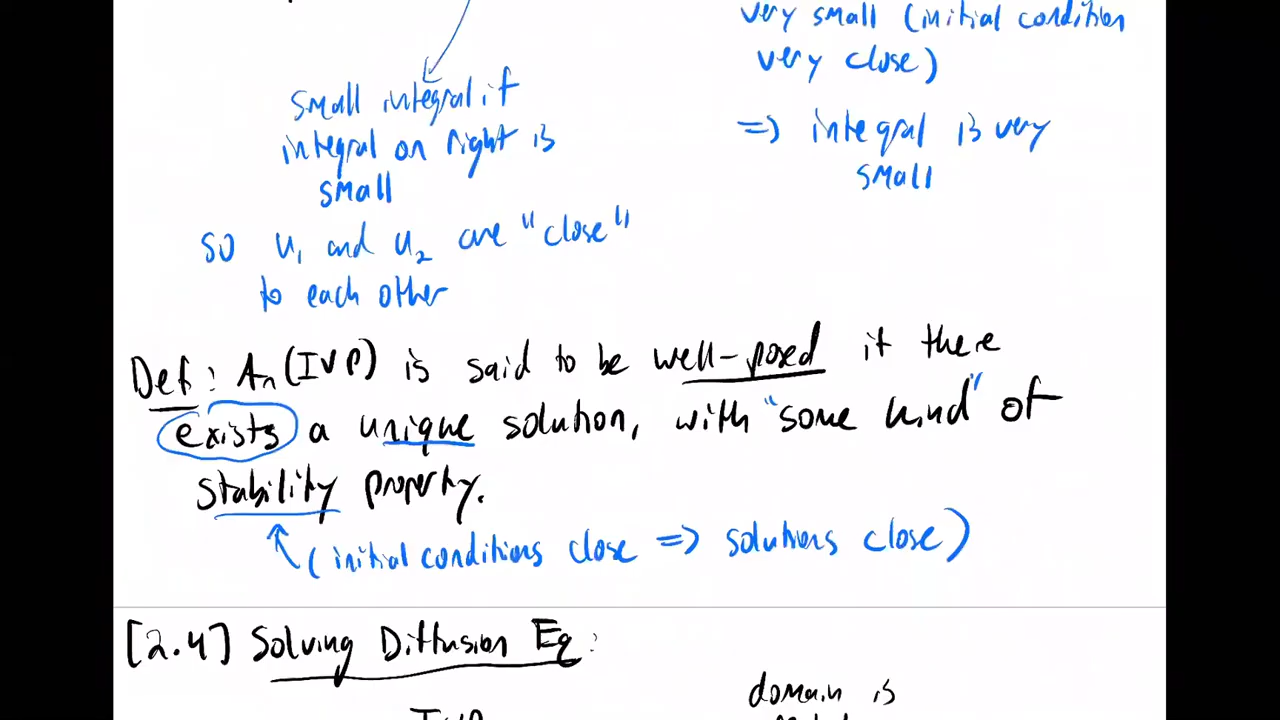 very small (initial condition
very close)
=> integral is very
small
small integral if
integral on right is
small
so u₁ and u₂ are "close"
to each other
Def: An (IVP) is said to be well-posed if there
exists a unique solution, with "some kind" of
stability property.
(initial conditions close => solutions close)
[2.4] Solving Diffusion Eq:
domain is
IVP